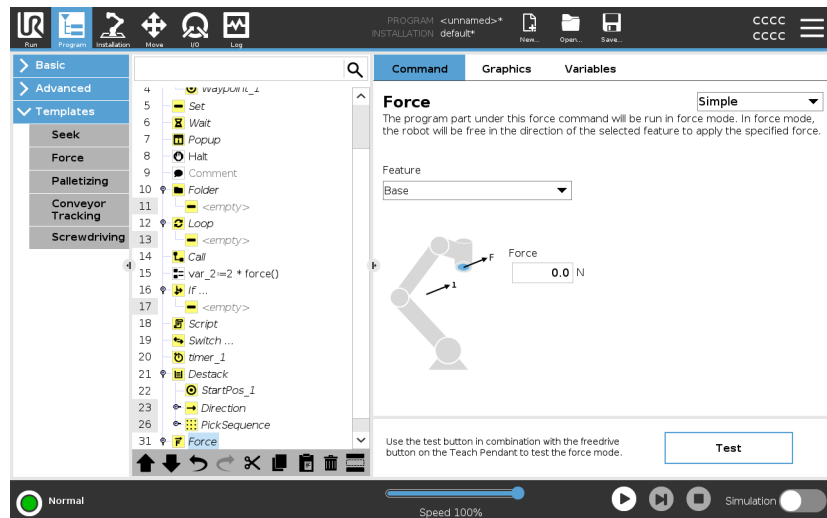 PROGRAM <unnamed>*
INSTALLATION default*
CCCC
CCCC
Run
Program
Installation
Move
I/O
Log
New...
Open...
Save...
Basic
Advanced
Templates
Seek
Force
Palletizing
Conveyor
Tracking
Screwdriving
4 Waypoint_1
5 Set
6 Wait
7 Popup
8 Halt
9 Comment
10 Folder
11 <empty>
12 Loop
13 <empty>
14 Call
15 var_2≔2 * force()
16 If ...
17 <empty>
18 Script
19 Switch ...
20 timer_1
21 Destack
22 StartPos_1
23 Direction
26 PickSequence
31 Force
Command Graphics Variables
Force
Simple
The program part under this force command will be run in force mode. In force mode,
the robot will be free in the direction of the selected feature to apply the specified force.
Feature
Base
F
1
Force
0.0 N
Use the test button in combination with the freedrive
button on the Teach Pendant to test the force mode.
Test
Normal
Speed 100%
Simulation